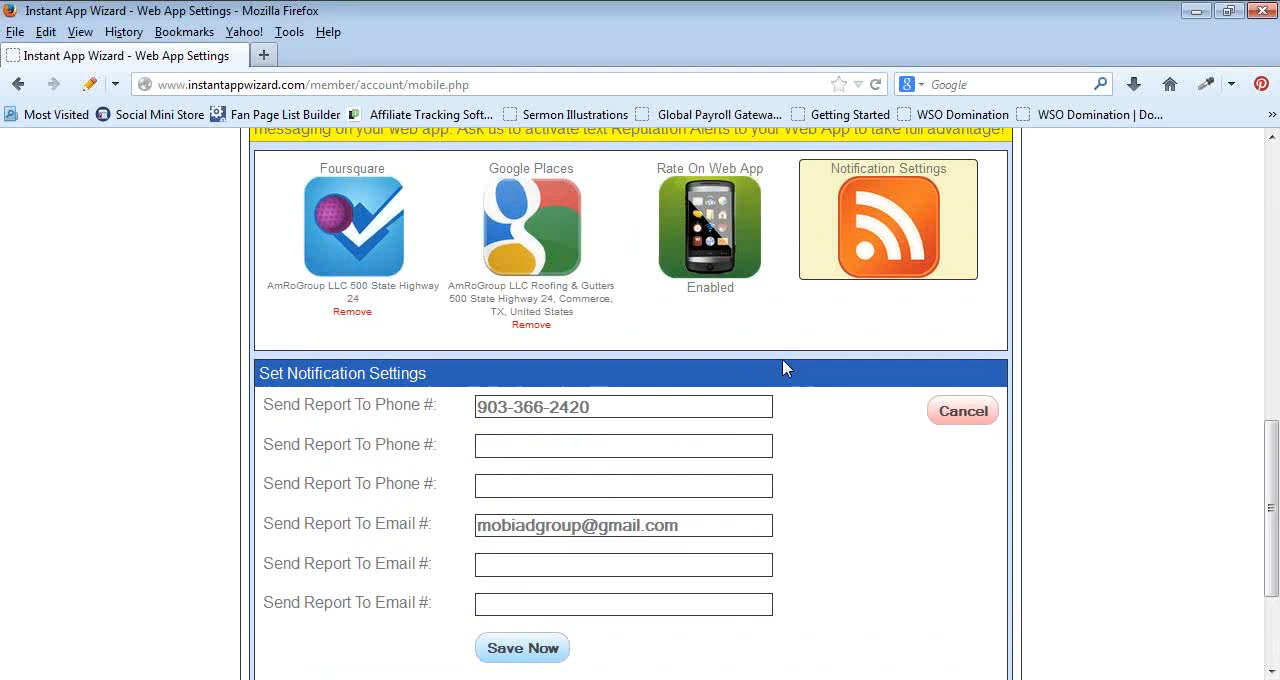 Instant App Wizard - Web App Settings - Mozilla Firefox
File Edit View History Bookmarks Yahoo! Tools Help
Instant App Wizard - Web App Settings
www.instantappwizard.com/member/account/mobile.php
Google
Most Visited Social Mini Store Fan Page List Builder Affiliate Tracking Soft... Sermon Illustrations Global Payroll Gatewa... Getting Started WSO Domination WSO Domination | Do... »
messaging on your web app. Ask us to activate text Reputation Alerts to your Web App to take full advantage!
Foursquare
AmRoGroup LLC 500 State Highway
24
Remove
Google Places
AmRoGroup LLC Roofing & Gutters
500 State Highway 24, Commerce,
TX, United States
Remove
Rate On Web App
Enabled
Notification Settings
Set Notification Settings
Send Report To Phone #: 903-366-2420
Cancel
Send Report To Phone #:
Send Report To Phone #:
Send Report To Email #: mobiadgroup@gmail.com
Send Report To Email #:
Send Report To Email #:
Save Now